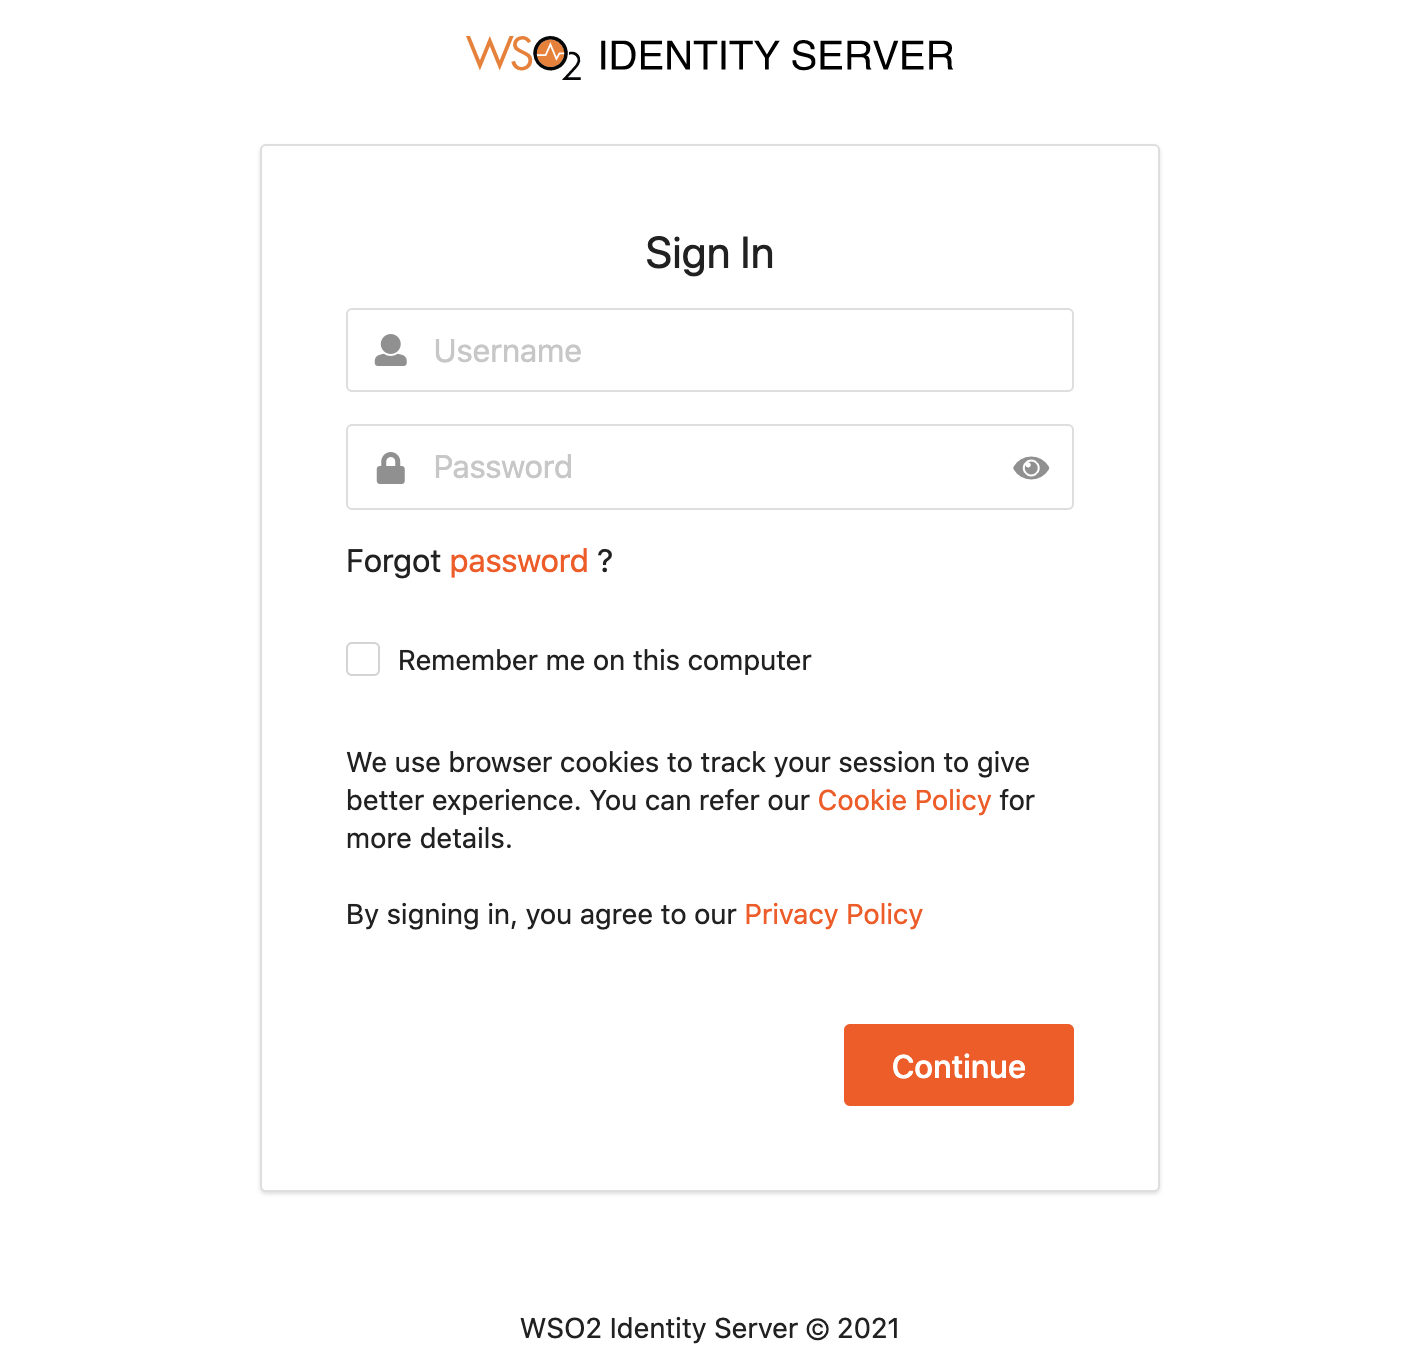 WSO2 IDENTITY SERVER
Sign In
Username
Password
Forgot password ?
Remember me on this computer
We use browser cookies to track your session to give
better experience. You can refer our Cookie Policy for
more details.
By signing in, you agree to our Privacy Policy
Continue
WSO2 Identity Server © 2021